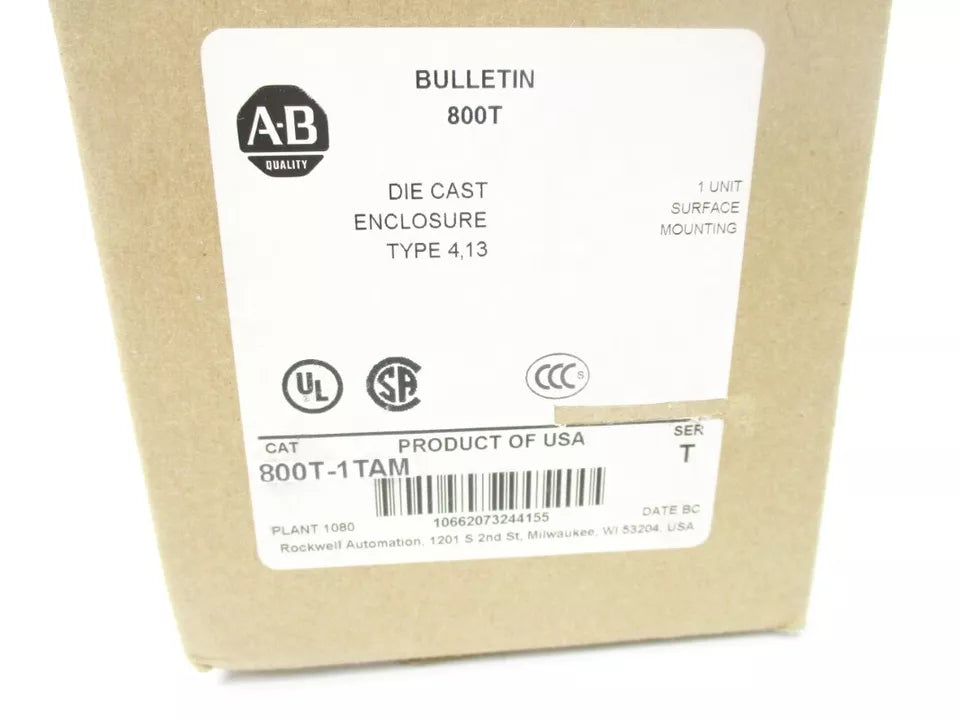 A-B
QUALITY
BULLETIN
800T
DIE CAST
ENCLOSURE
TYPE 4,13
1 UNIT
SURFACE
MOUNTING
UL
SA
CCC S
CAT
PRODUCT OF USA
SER
800T-1TAM
T
10662073244155
PLANT 1080
DATE BC
Rockwell Automation, 1201 S 2nd St, Milwaukee, WI 53204, USA